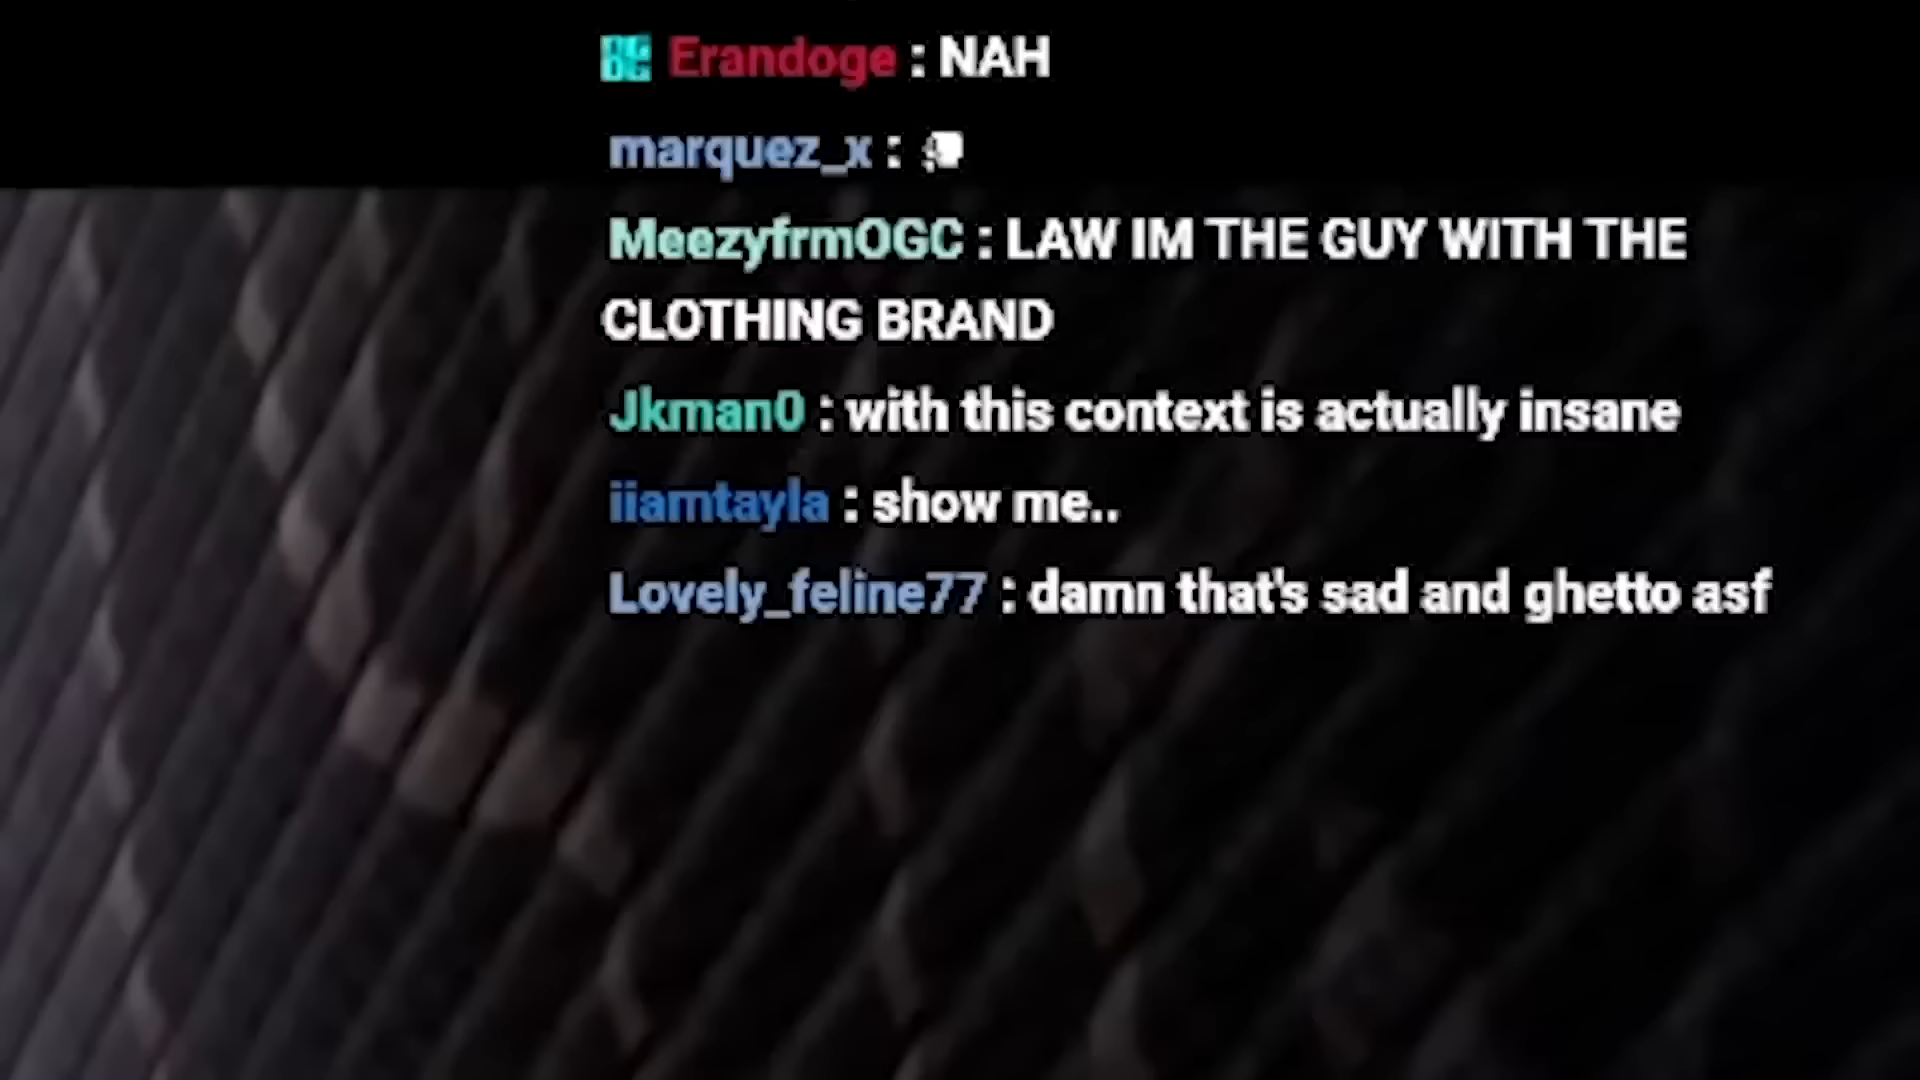 Erandoge : NAH
marquez_x :
MeezyfrmOGC : LAW IM THE GUY WITH THE
CLOTHING BRAND
Jkman0 : with this context is actually insane
iiamtayla : show me..
Lovely_feline77 : damn that's sad and ghetto asf